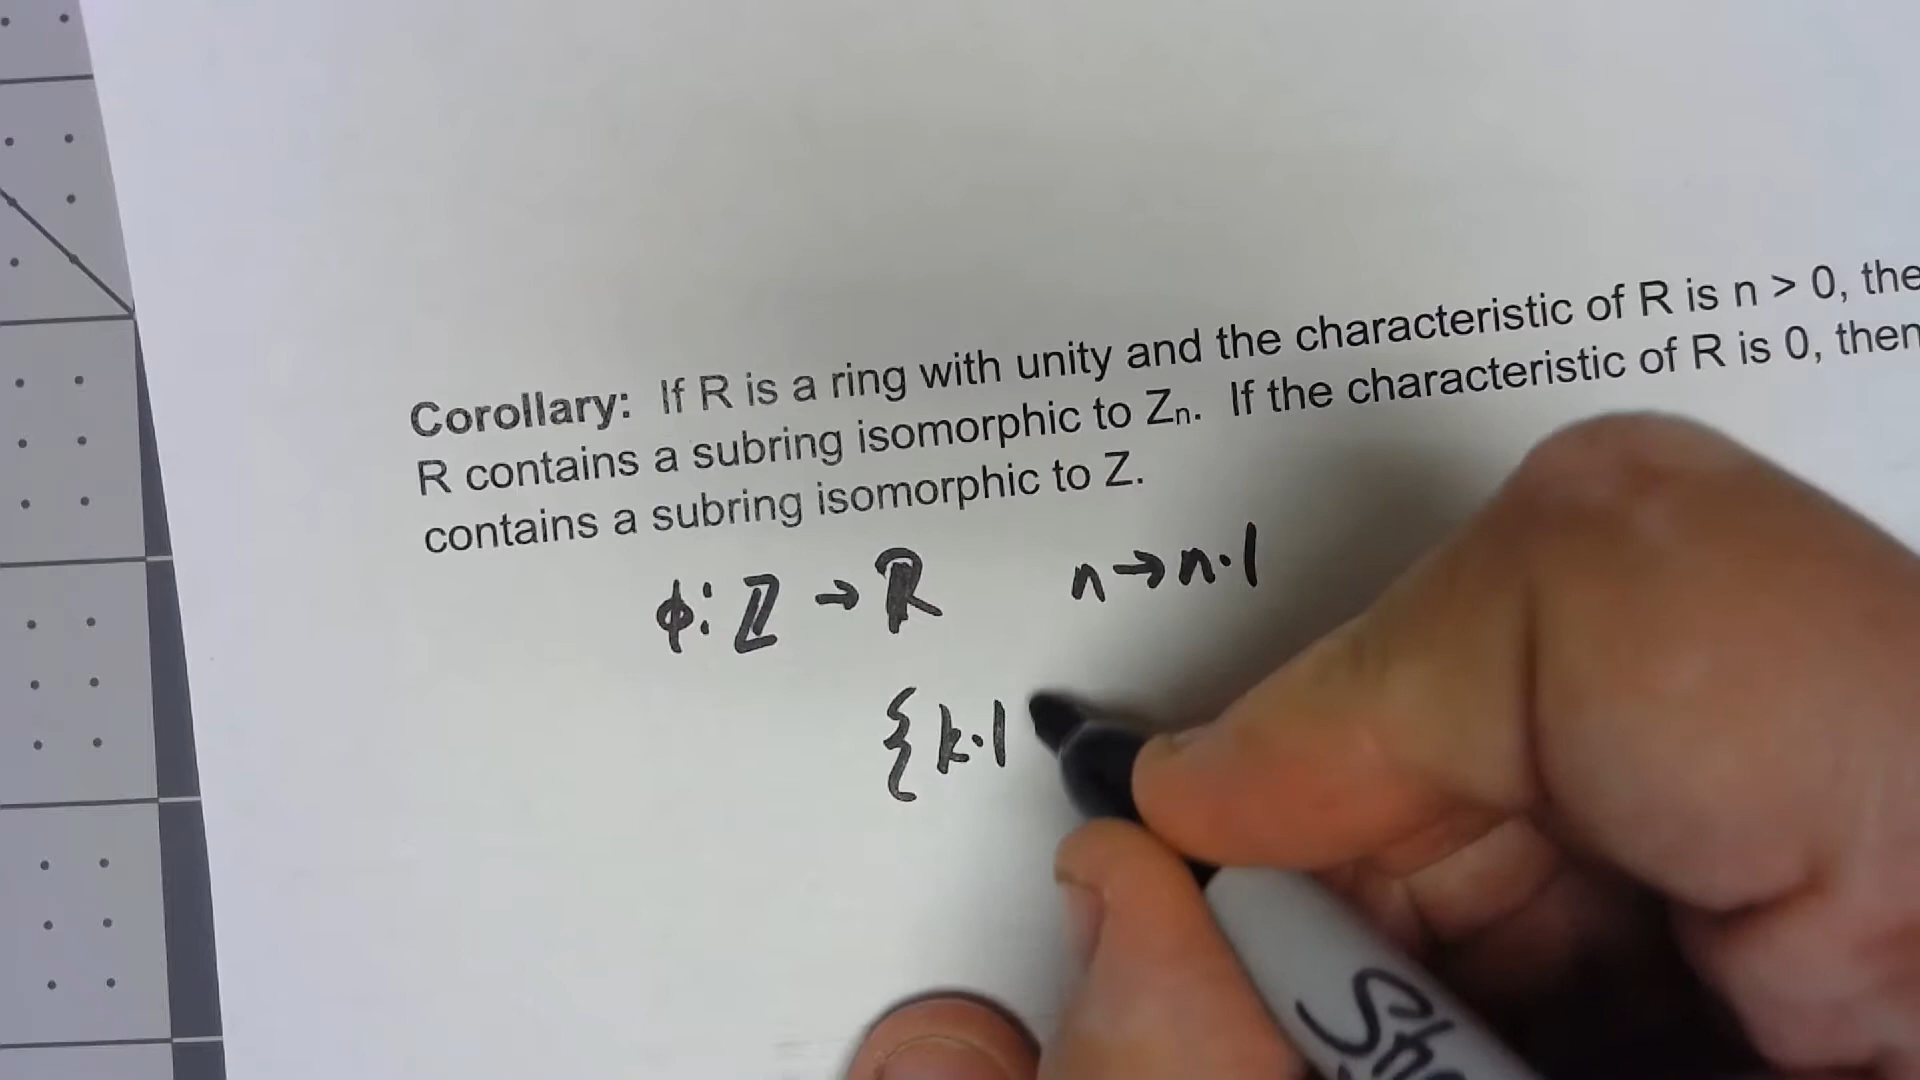 Corollary: If R is a ring with unity and the characteristic of R is n > 0, the
R contains a subring isomorphic to Zₙ. If the characteristic of R is 0, then
contains a subring isomorphic to Z.
ϕ: ℤ → R n → n·1
{k·1
Sh